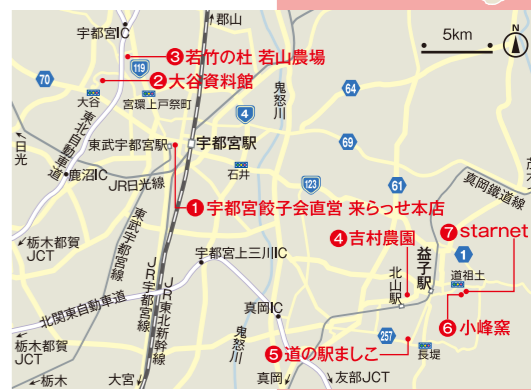 宇都宮IC
↑郡山
5km
N
❸若竹の杜 若山農場
119
❷大谷資料館
70
大谷
宮環上戸祭町
鬼怒川
64
4
東北自動車道
日光
東武宇都宮駅
宇都宮駅
69
石井
鹿沼IC
JR日光線
123
61
真岡鐵道線
茂木
❶宇都宮餃子会直営 来らっせ本店
❼starnet
❹吉村農園
益子駅
1
道祖土
北山駅
栃木都賀
JCT
東武宇都宮線
宇都宮上三川IC
JR宇都宮線
JR東北新幹線
北関東自動車道
真岡IC
❻小峰窯
257
❺道の駅ましこ
長堤
鬼怒川
栃木都賀
JCT
栃木
大宮
真岡
友部JCT